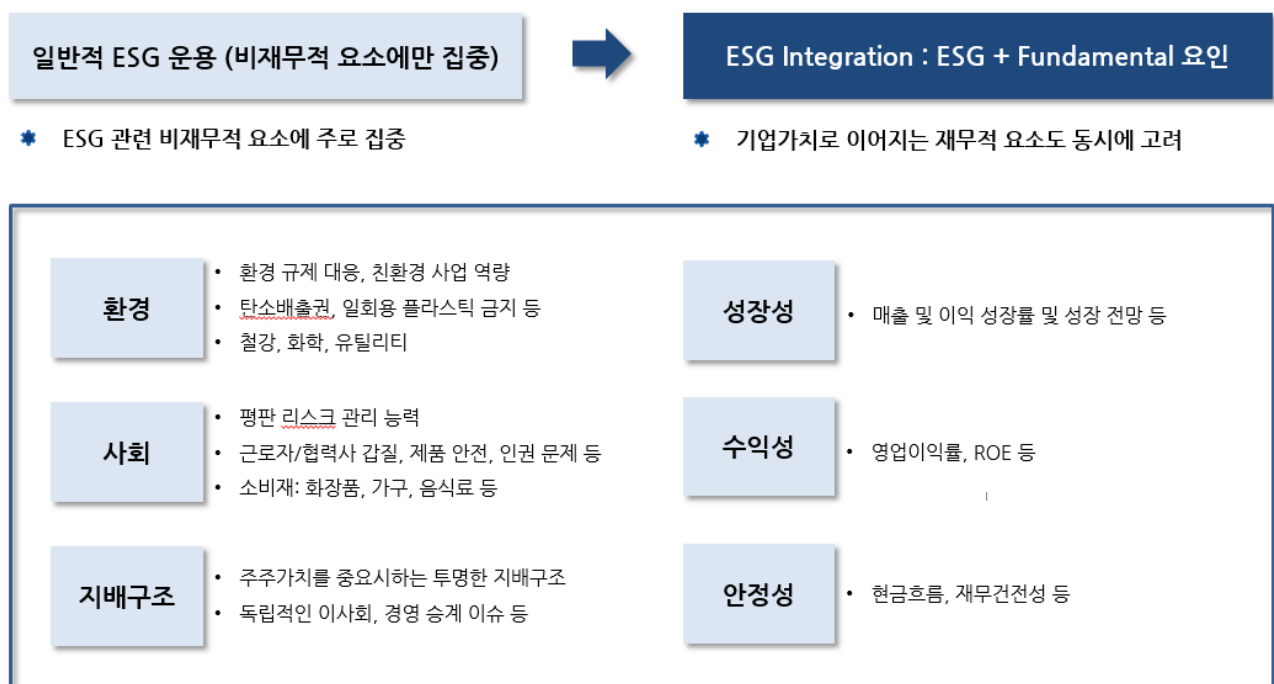 일반적 ESG 운용 (비재무적 요소에만 집중)
ESG Integration : ESG + Fundamental 요인
ESG 관련 비재무적 요소에 주로 집중
기업가치로 이어지는 재무적 요소도 동시에 고려
환경
• 환경 규제 대응, 친환경 사업 역량
• 탄소배출권, 일회용 플라스틱 금지 등
• 철강, 화학, 유틸리티
사회
• 평판 리스크 관리 능력
• 근로자/협력사 갑질, 제품 안전, 인권 문제 등
• 소비재: 화장품, 가구, 음식료 등
지배구조
• 주주가치를 중요시하는 투명한 지배구조
• 독립적인 이사회, 경영 승계 이슈 등
성장성
• 매출 및 이익 성장률 및 성장 전망 등
수익성
• 영업이익률, ROE 등
안정성
• 현금흐름, 재무건전성 등